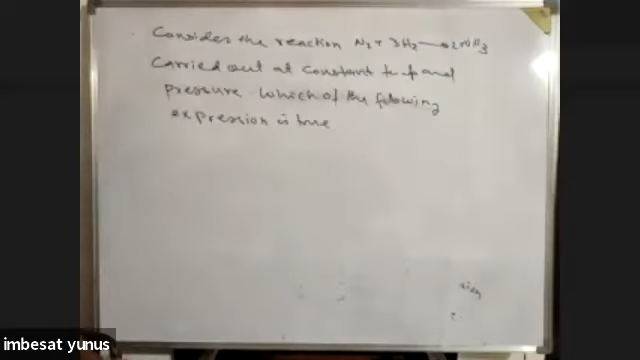 Consider the reaction N2 + 3H2 → 2NH3
Carried out at constant temp and
pressure which of the following
expression is true
imbesat yunus